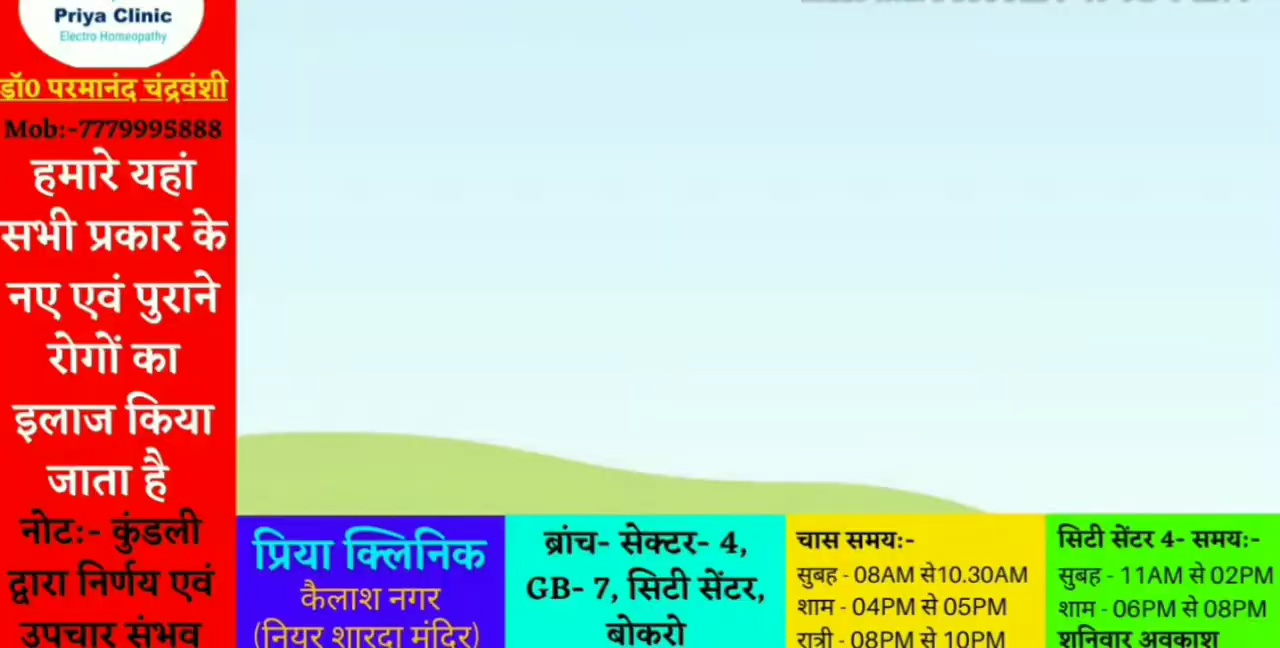 Priya Clinic
Electro Homeopathy
डॉ0 परमानंद चंद्रवंशी
Mob:-7779995888
हमारे यहां
सभी प्रकार के
नए एवं पुराने
रोगों का
इलाज किया
जाता है
नोट:- कुंडली
द्वारा निर्णय एवं
उपचार संभव
प्रिया क्लिनिक
कैलाश नगर
(नियर शारदा मंदिर)
ब्रांच- सेक्टर- 4,
GB- 7, सिटी सेंटर,
बोकरो
चास समय:-
सुबह - 08AM से10.30AM
शाम - 04PM से 05PM
रात्री - 08PM से 10PM
सिटी सेंटर 4- समय:-
सुबह - 11AM से 02PM
शाम - 06PM से 08PM
शनिवार अवकाश